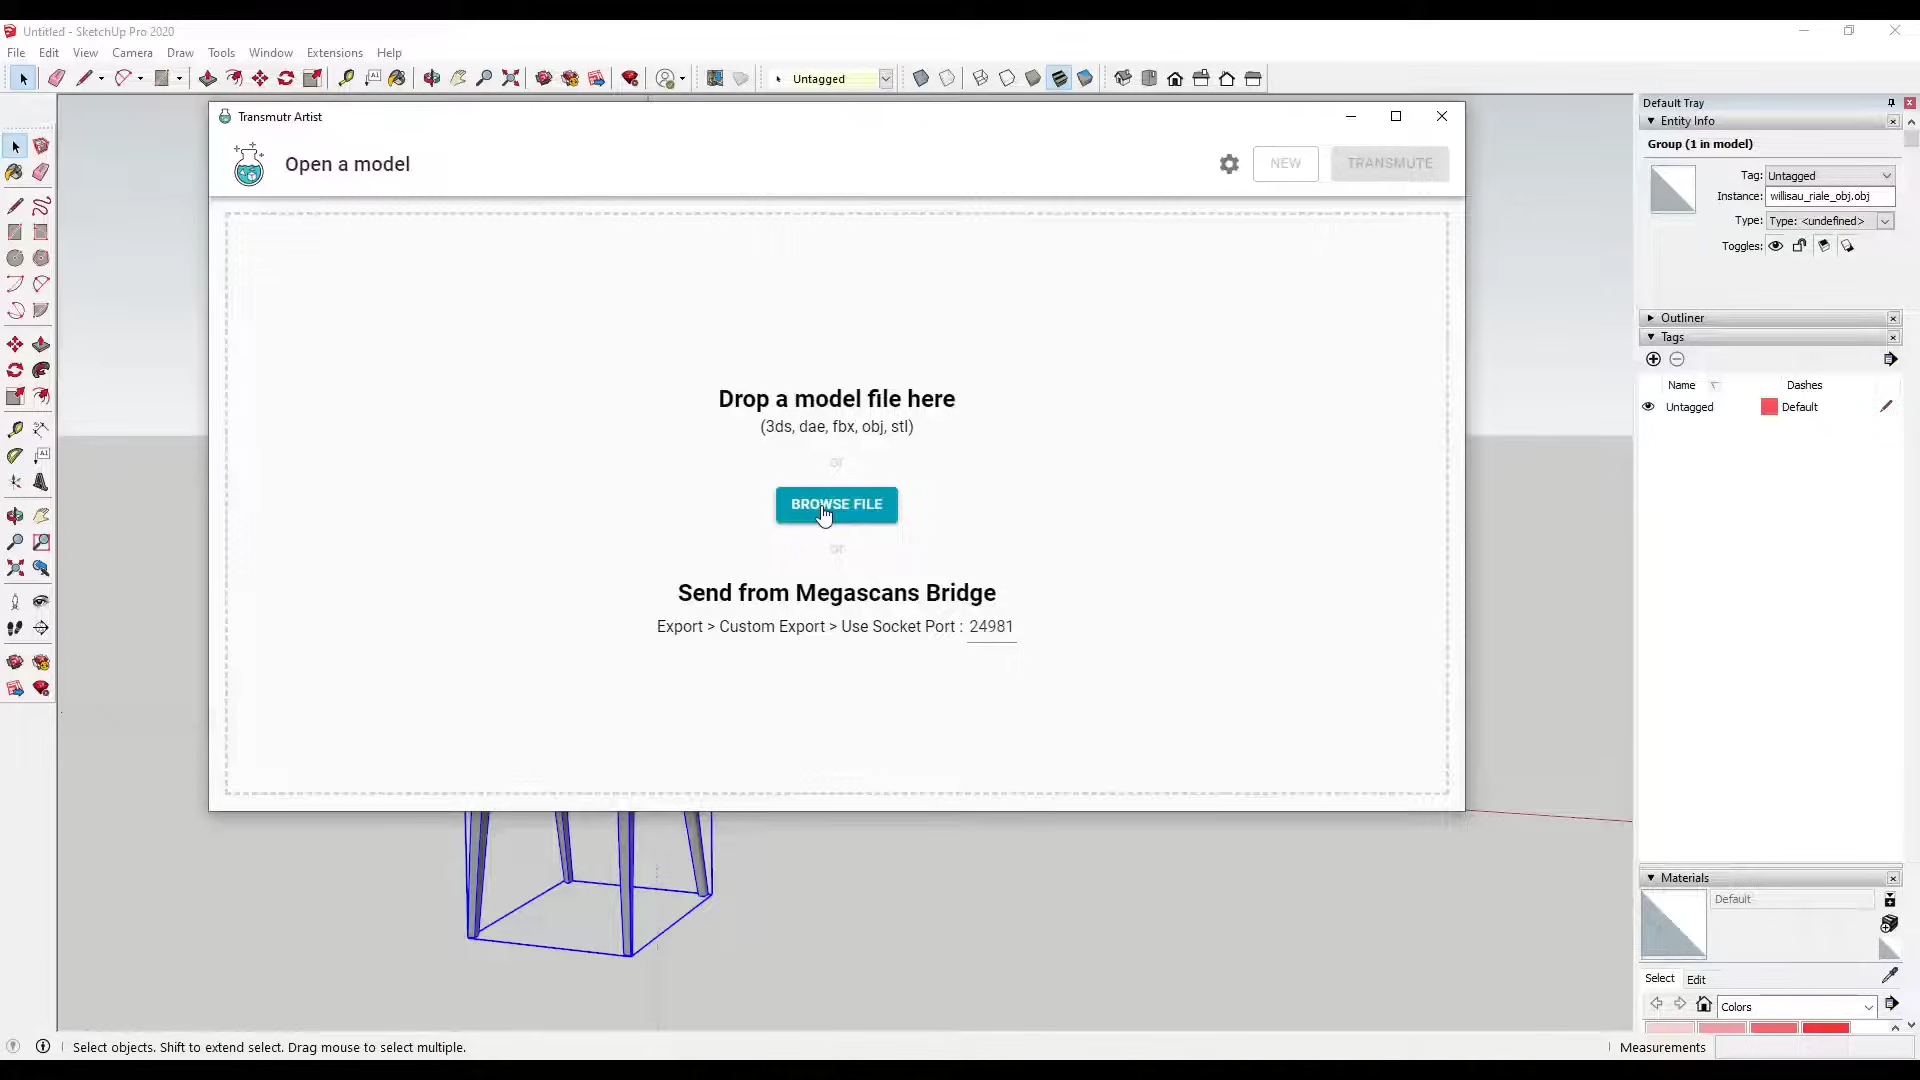 Untitled - SketchUp Pro 2020
File Edit View Camera Draw Tools Window Extensions Help
Untagged
Transmutr Artist
Open a model
NEW
TRANSMUTE
Drop a model file here
(3ds, dae, fbx, obj, stl)
or
BROWSE FILE
or
Send from Megascans Bridge
Export > Custom Export > Use Socket Port : 24981
Default Tray
Entity Info
Group (1 in model)
Tag: Untagged
Instance: willisau_riale_obj.obj
Type: Type: <undefined>
Toggles:
Outliner
Tags
Name Dashes
Untagged Default
Materials
Default
Select Edit
Colors
Select objects. Shift to extend select. Drag mouse to select multiple.
Measurements